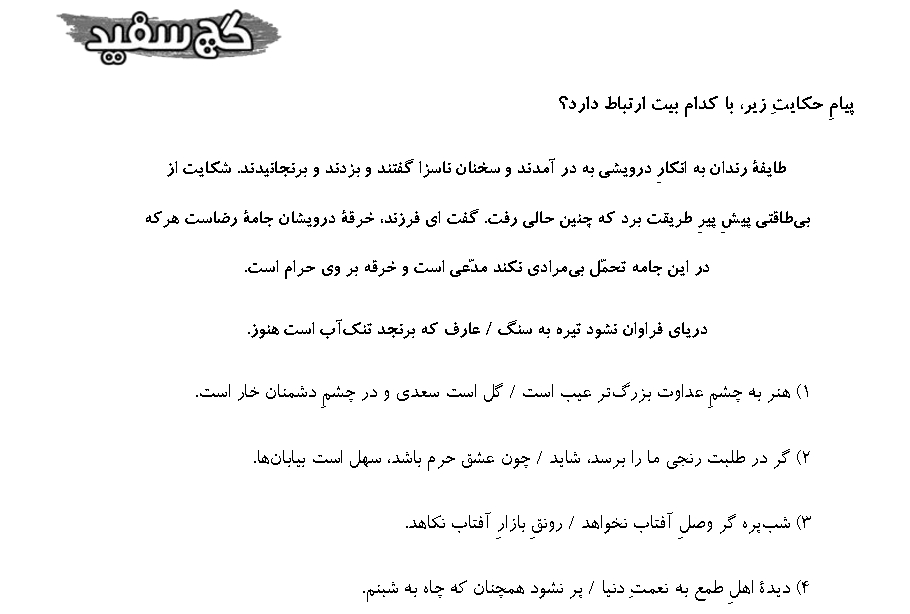 گچ سفید
پیامِ حکایتِ زیر، با کدام بیت ارتباط دارد؟
طایفهٔ رندان به انکارِ درویشی به در آمدند و سخنان ناسزا گفتند و بزدند و برنجانیدند. شکایت از
بی‌طاقتی پیشِ پیرِ طریقت برد که چنین حالی رفت. گفت ای فرزند، خرقهٔ درویشان جامهٔ رضاست هرکه
در این جامه تحمّل بی‌مرادی نکند مدّعی است و خرقه بر وی حرام است.
دریای فراوان نشود تیره به سنگ / عارف که برنجد تنک‌آب است هنوز.
۱) هنر به چشمِ عداوت بزرگ‌تر عیب است / گل است سعدی و در چشمِ دشمنان خار است.
۲) گر در طلبت رنجی ما را برسد، شاید / چون عشق حرم باشد، سهل است بیابان‌ها.
۳) شب‌پره گر وصلِ آفتاب نخواهد / رونقِ بازارِ آفتاب نکاهد.
۴) دیدهٔ اهلِ طمع به نعمتِ دنیا / پر نشود همچنان که چاه به شبنم.